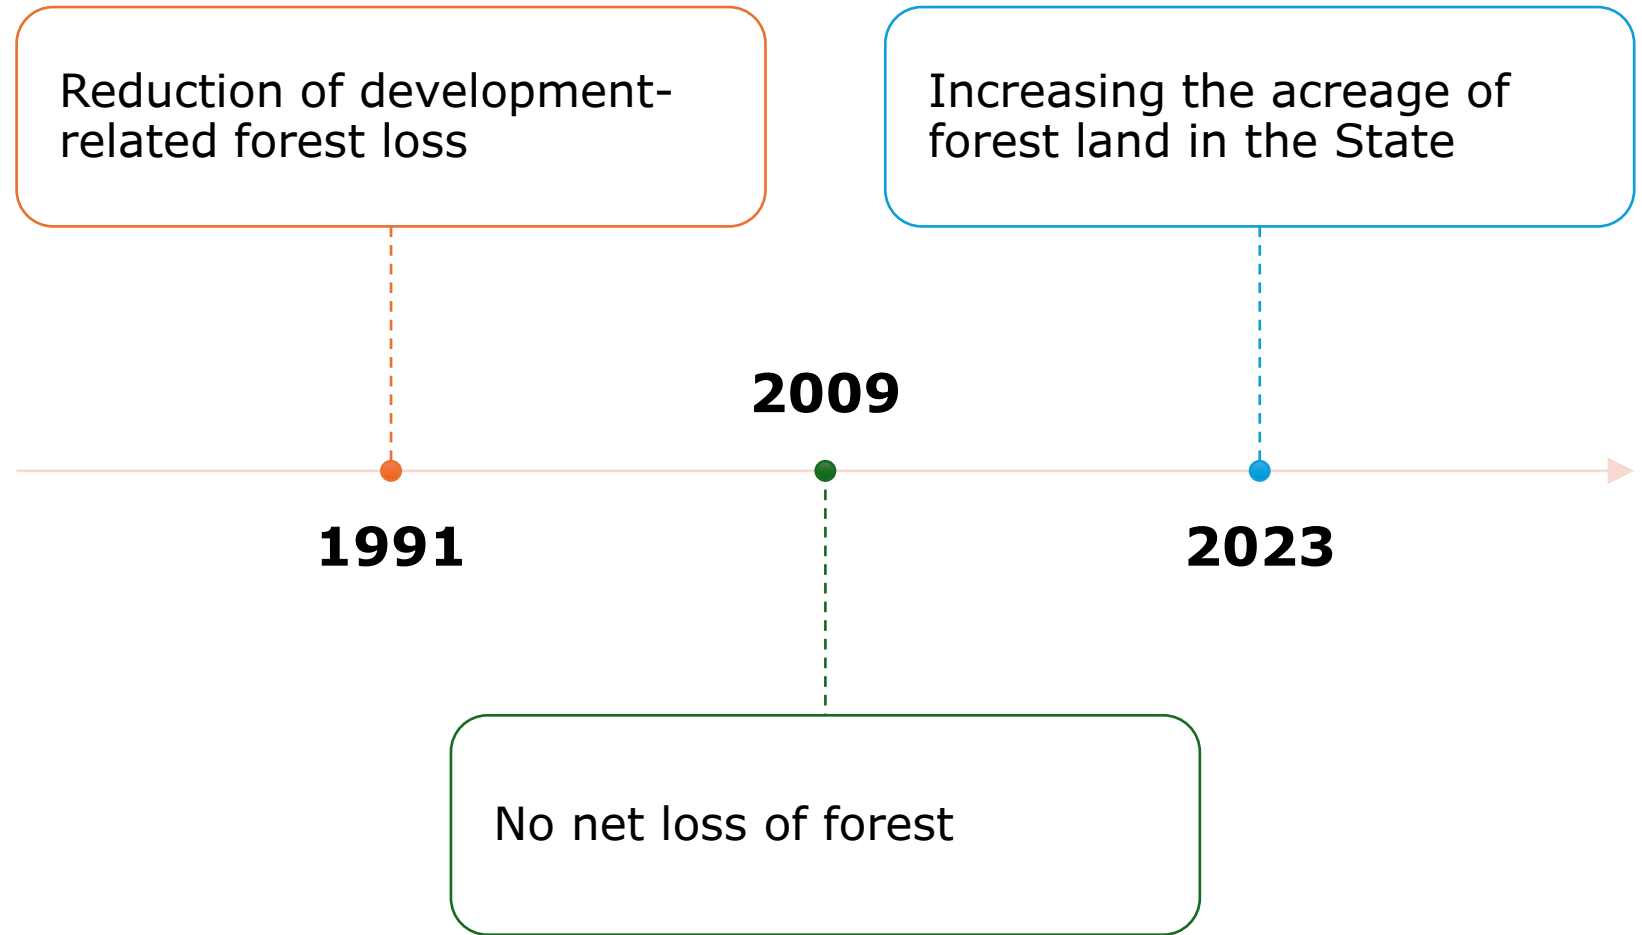 Reduction of development-
related forest loss
Increasing the acreage of
forest land in the State
2009
1991
2023
No net loss of forest